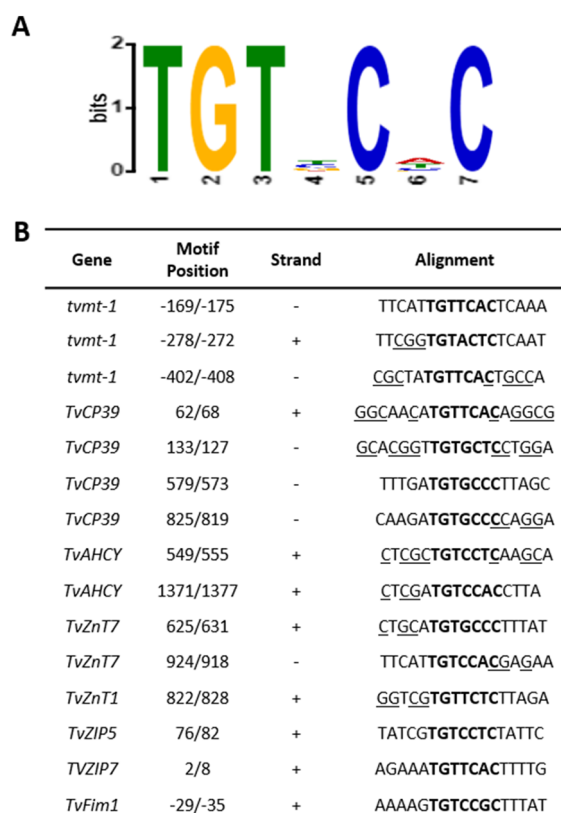 A
bits
2
1
0
TGT C C
1 2 3 4 5 6 7
B
Gene Motif Position Strand Alignment
tvmt-1 -169/-175 - TTCATTGTTCACTCAAA
tvmt-1 -278/-272 + TTCGGTGTACTCTCAAT
tvmt-1 -402/-408 - CGCTATGTTCACTGCCA
TvCP39 62/68 + GGCAACATGTTCACAGGCG
TvCP39 133/127 - GCACGGTTGTGCTCCTGGA
TvCP39 579/573 - TTTGATGTGCCCTTAGC
TvCP39 825/819 - CAAGATGTGCCCCAGGA
TvAHCY 549/555 + CTCGCTGTCCTCAAGCA
TvAHCY 1371/1377 + CTCGATGTCCACCTTA
TvZnT7 625/631 + CTGCATGTGCCCTTTAT
TvZnT7 924/918 - TTCATTGTCCACGAGAA
TvZnT1 822/828 + GGTCGTGTTCTCTTAGA
TvZIP5 76/82 + TATCGTGTCCTCTATTC
TVZIP7 2/8 + AGAAATGTTCACTTTTG
TvFim1 -29/-35 + AAAAGTGTCCGCTTTAT